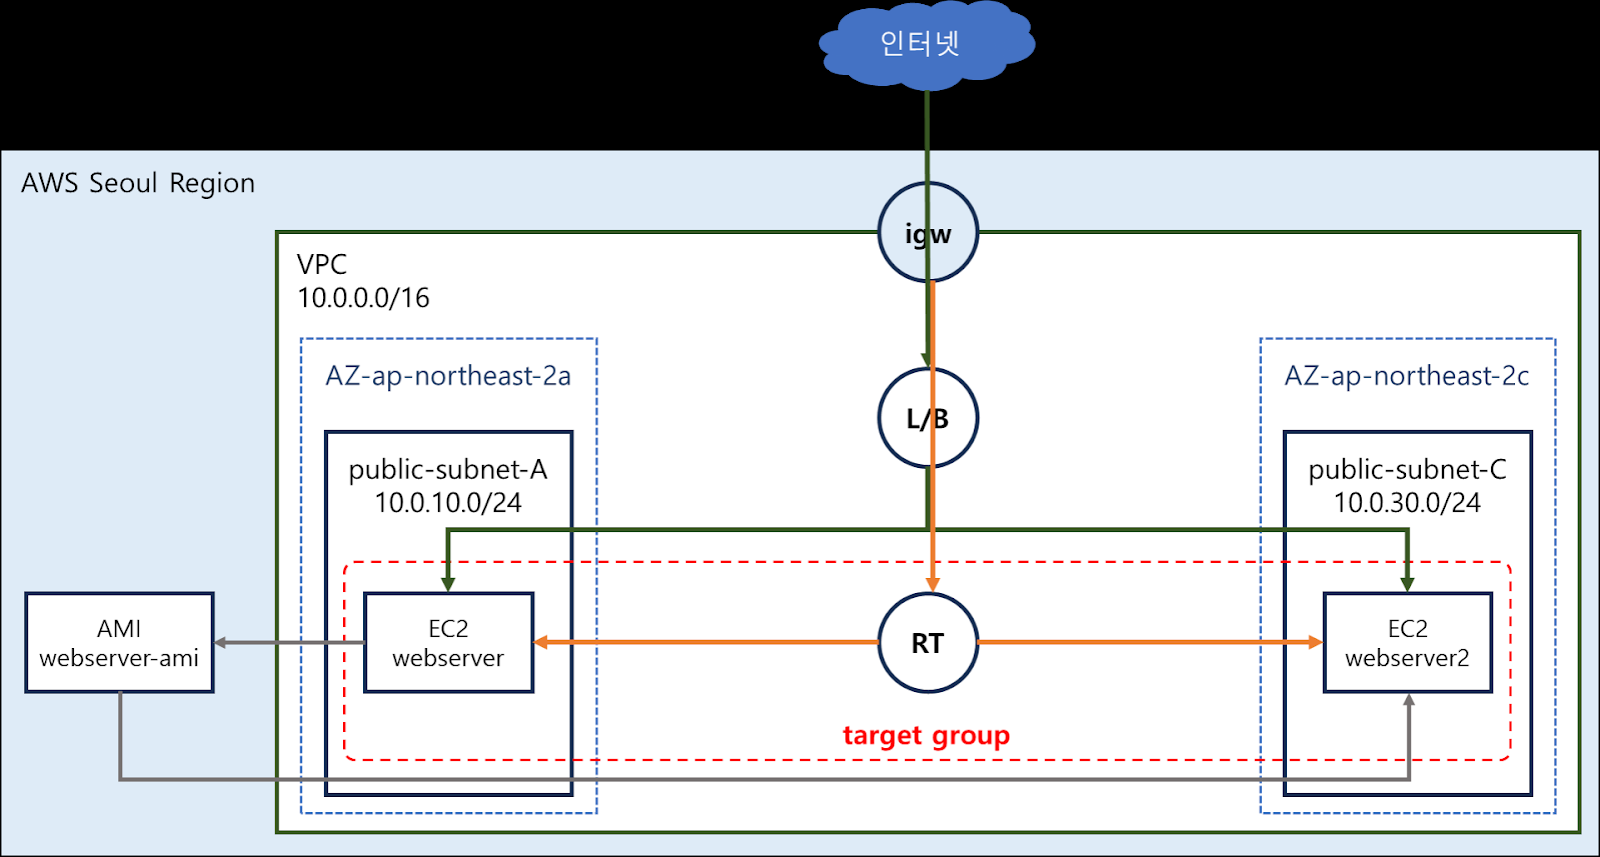 인터넷
AWS Seoul Region
igw
VPC
10.0.0.0/16
AZ-ap-northeast-2a
AZ-ap-northeast-2c
L/B
public-subnet-A
10.0.10.0/24
public-subnet-C
10.0.30.0/24
AMI
webserver-ami
EC2
webserver
RT
EC2
webserver2
target group